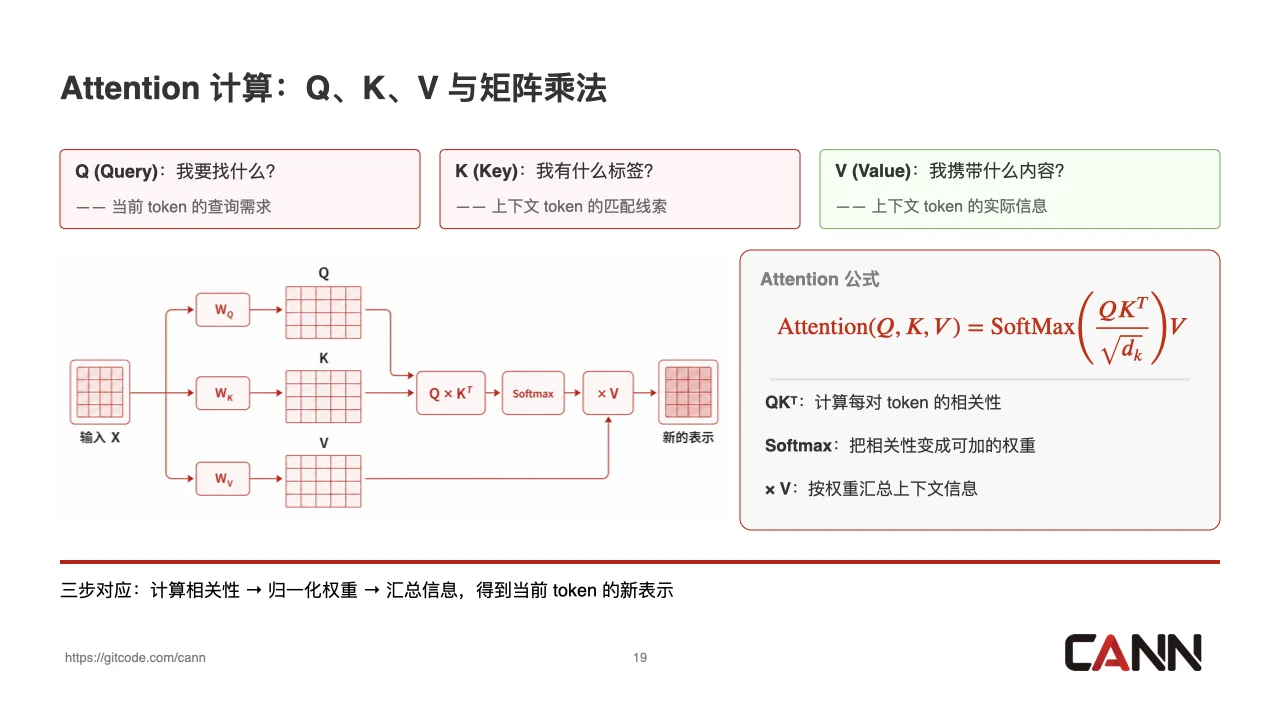 Attention 计算：Q、K、V 与矩阵乘法
Q (Query)：我要找什么?
—— 当前 token 的查询需求
K (Key)：我有什么标签?
—— 上下文 token 的匹配线索
V (Value)：我携带什么内容?
—— 上下文 token 的实际信息
输入 X
W_Q
W_K
W_V
Q
K
V
Q × K^T
Softmax
× V
新的表示
Attention 公式
Attention(Q, K, V) = SoftMax(QK^T / √d_k)V
QKᵀ：计算每对 token 的相关性
Softmax：把相关性变成可加的权重
× V：按权重汇总上下文信息
三步对应：计算相关性 → 归一化权重 → 汇总信息，得到当前 token 的新表示
https://gitcode.com/cann
19
CANN